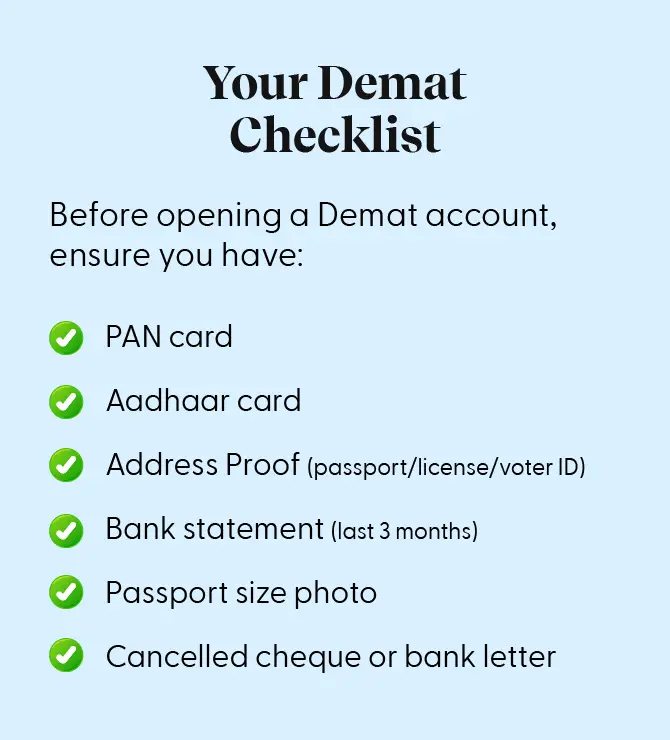 Your Demat
Checklist
Before opening a Demat account,
ensure you have:
PAN card
Aadhaar card
Address Proof (passport/license/voter ID)
Bank statement (last 3 months)
Passport size photo
Cancelled cheque or bank letter